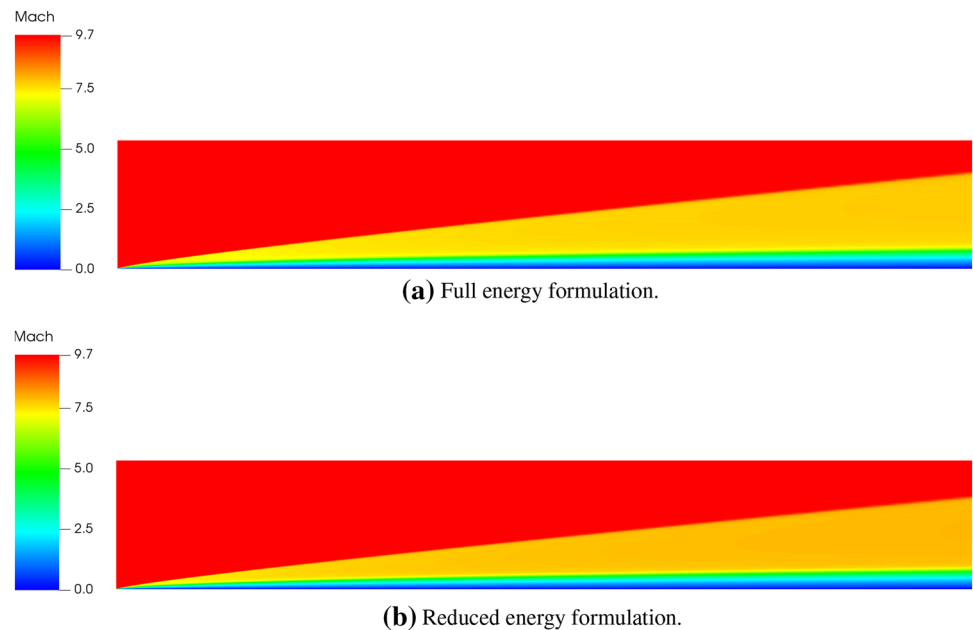 Mach
9.7
7.5
5.0
2.5
0.0
(a) Full energy formulation.
Mach
9.7
7.5
5.0
2.5
0.0
(b) Reduced energy formulation.